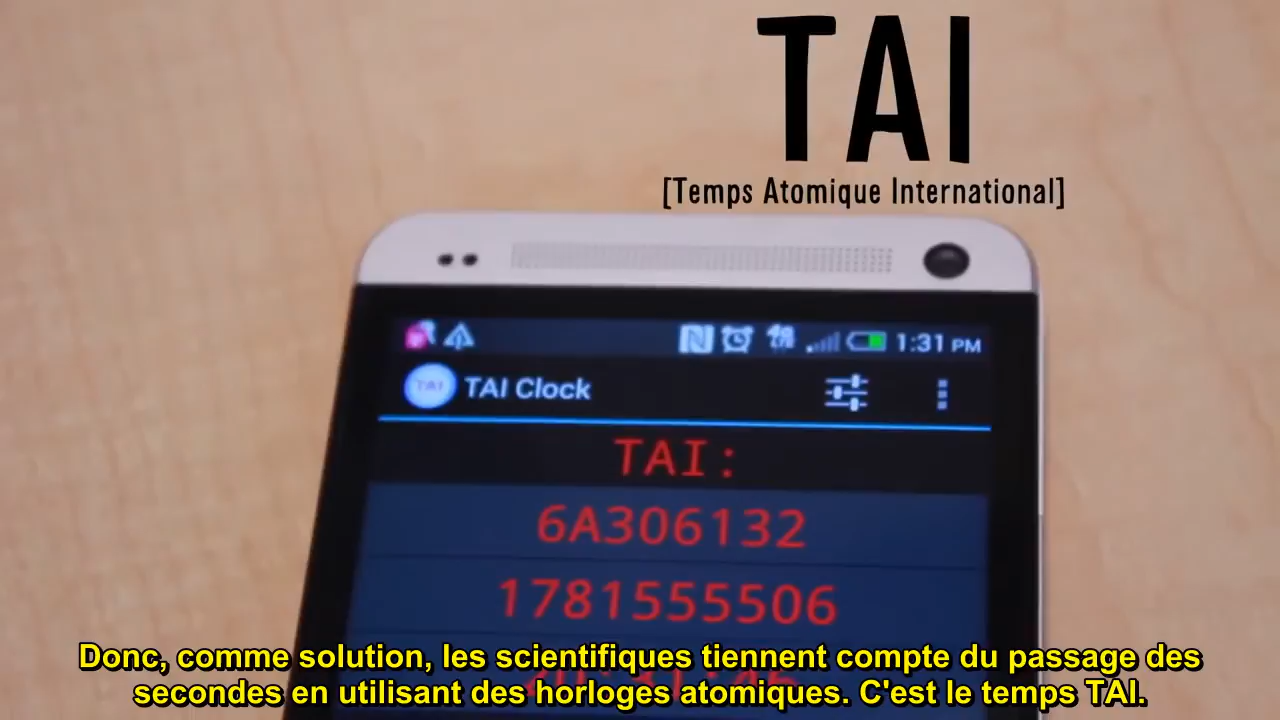 TAI
[Temps Atomique International]
1:31 PM
TAI TAI Clock
TAI:
6A306132
1781555506
Donc, comme solution, les scientifiques tiennent compte du passage des
secondes en utilisant des horloges atomiques. C'est le temps TAI.